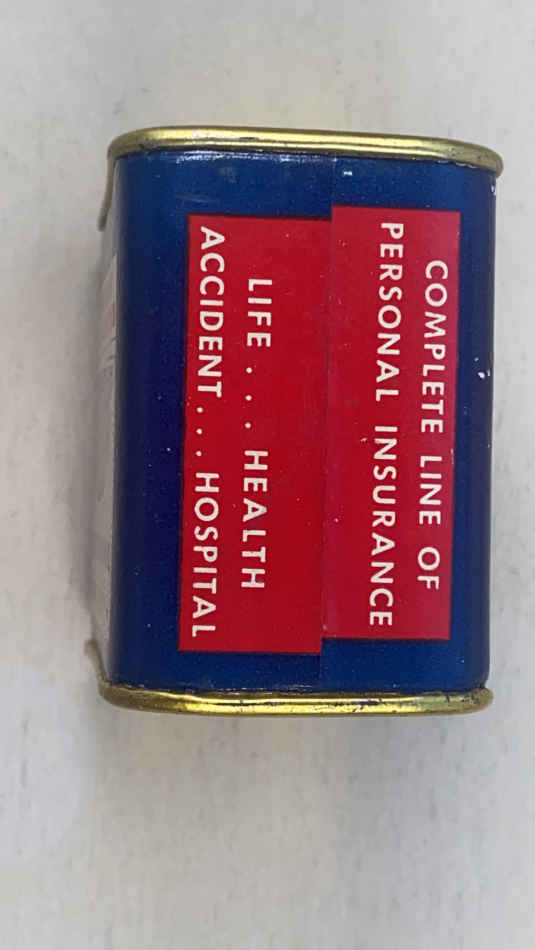 COMPLETE LINE OF
PERSONAL INSURANCE
LIFE . . . HEALTH
ACCIDENT . . . HOSPITAL